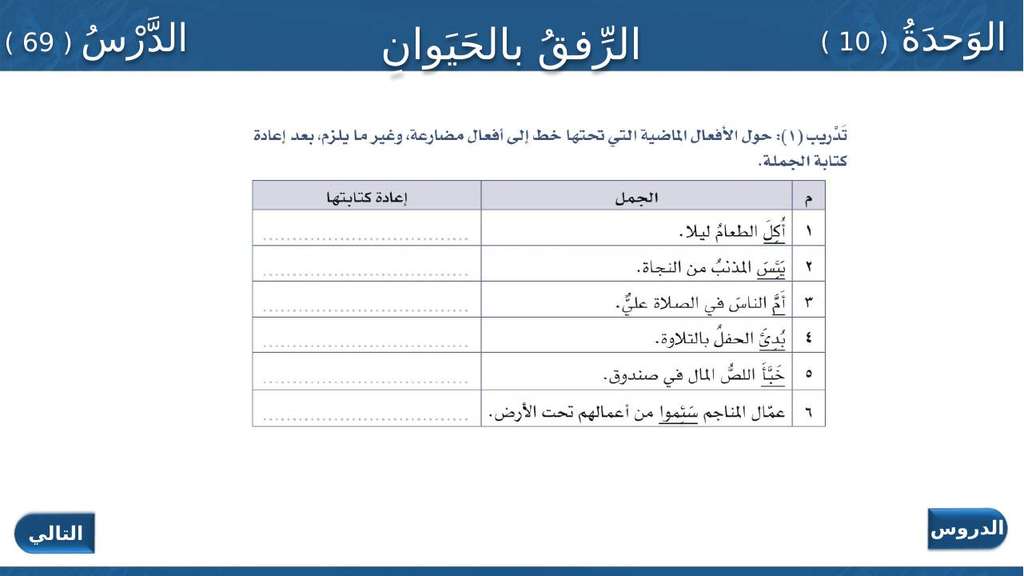 الوَحدَةُ ( 10 )
الرِّفقُ بالحَيَوانِ
الدَّرْسُ ( 69 )
تَدْريب (١): حول الأفعال الماضية التي تحتها خط إلى أفعال مضارعة، وغير ما يلزم، بعد إعادة
كتابة الجملة.
م الجمل إعادة كتابتها
١ أُكِلَ الطعامُ ليلا. ................................
٢ يَئِسَ المذنبُ من النجاة. ................................
٣ أَمَّ الناسَ في الصلاة عليٌّ. ................................
٤ بُدِئَ الحفلُ بالتلاوة. ................................
٥ خَبَّأَ اللصُّ المال في صندوق. ................................
٦ عمّال المناجم سَئِموا من أعمالهم تحت الأرض. ................................
الدروس
التالي